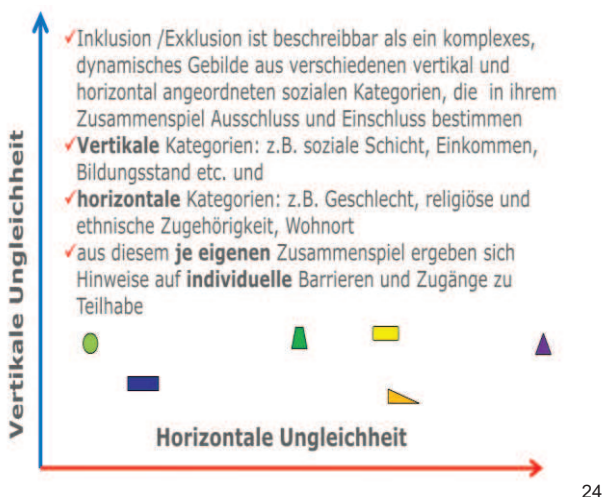 Vertikale Ungleichheit
✓Inklusion /Exklusion ist beschreibbar als ein komplexes,
dynamisches Gebilde aus verschiedenen vertikal und
horizontal angeordneten sozialen Kategorien, die  in ihrem
Zusammenspiel Ausschluss und Einschluss bestimmen
✓Vertikale Kategorien: z.B. soziale Schicht, Einkommen,
Bildungsstand etc. und
✓horizontale Kategorien: z.B. Geschlecht, religiöse und
ethnische Zugehörigkeit, Wohnort
✓aus diesem je eigenen Zusammenspiel ergeben sich
Hinweise auf individuelle Barrieren und Zugänge zu
Teilhabe
Horizontale Ungleichheit
24